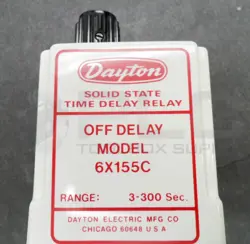 Dayton
SOLID STATE
TIME DELAY RELAY
OFF DELAY
MODEL
6X155C
RANGE: 3-300 Sec.
DAYTON ELECTRIC MFG CO
CHICAGO 60648 U S A